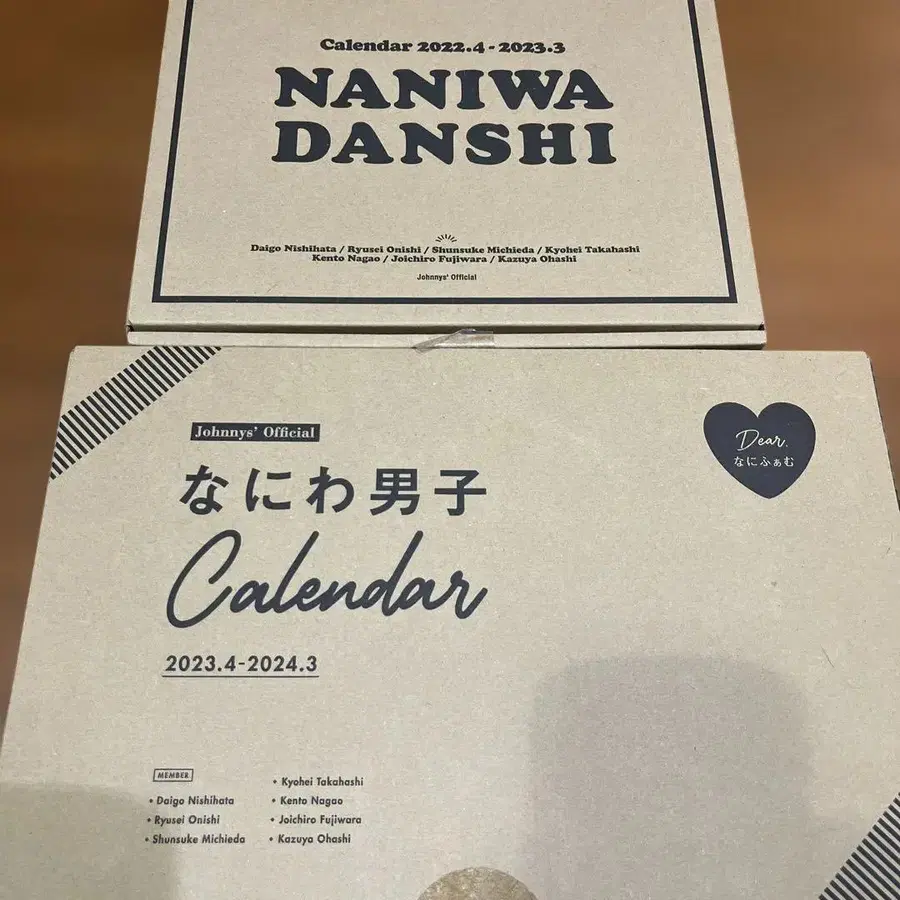 Calendar 2022.4-2023.3
NANIWA
DANSHI
Daigo Nishihata / Ryusei Onishi / Shunsuke Michieda / Kyohei Takahashi
Kento Nagao / Joichiro Fujiwara / Kazuya Ohashi
Johnnys' Official
Johnnys' Official
Dear.
なにふぁむ
なにわ男子
Calendar
2023.4-2024.3
MEMBER
• Daigo Nishihata
• Ryusei Onishi
• Shunsuke Michieda
• Kyohei Takahashi
• Kento Nagao
• Joichiro Fujiwara
• Kazuya Ohashi